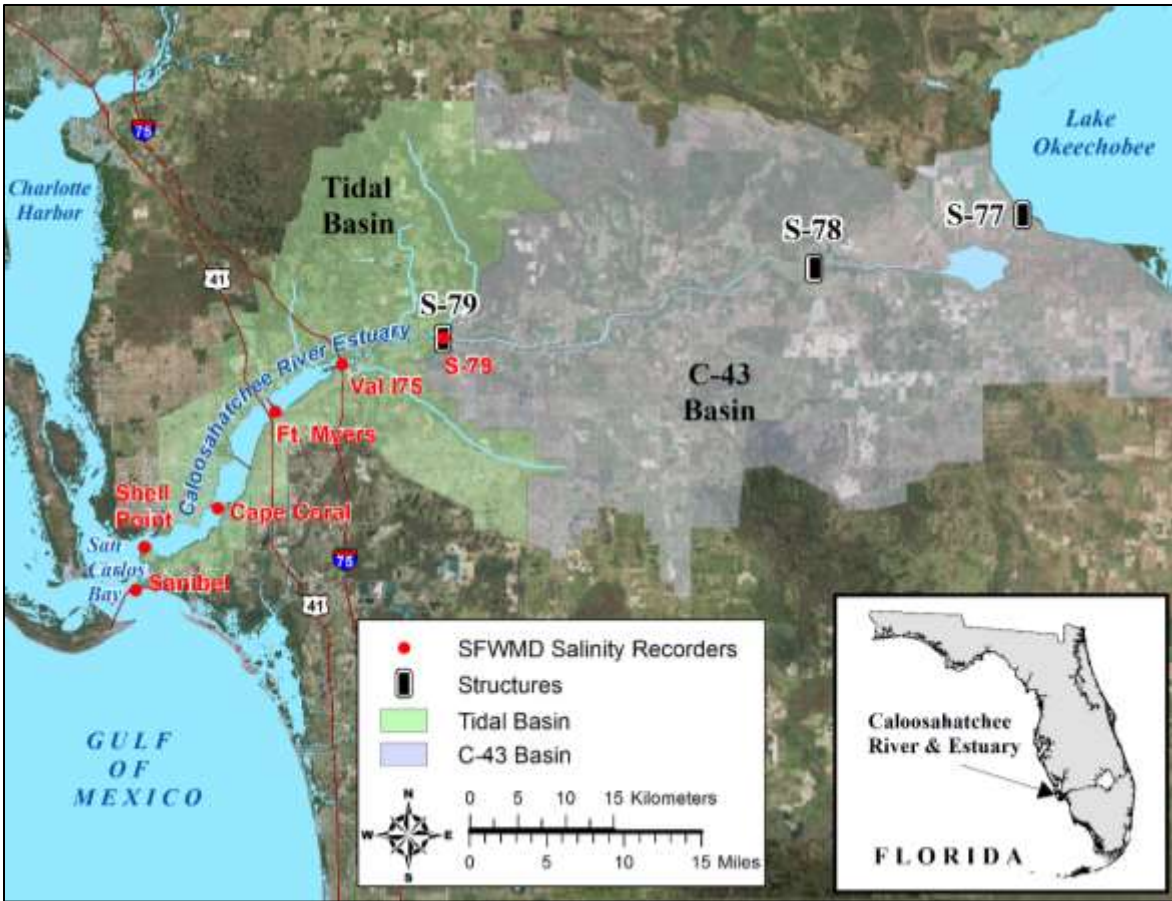 Lake
Okeechobee
75
Charlotte
Harbor
Tidal
Basin
S-77
S-78
41
S-79
Caloosahatchee River Estuary
S-79
Val I75
C-43
Basin
Ft. Myers
Shell
Point
Cape Coral
San
Carlos
Bay
Sanibel
75
41
GULF
OF
MEXICO
SFWMD Salinity Recorders
Structures
Tidal Basin
C-43 Basin
N
W
E
S
0 5 10 15 Kilometers
0 5 10 15 Miles
Caloosahatchee
River & Estuary
FLORIDA